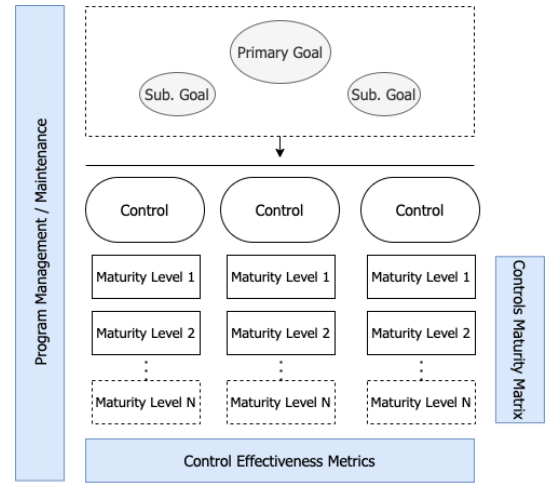 Program Management / Maintenance
Primary Goal
Sub. Goal
Sub. Goal
Control
Control
Control
Maturity Level 1
Maturity Level 1
Maturity Level 1
Maturity Level 2
Maturity Level 2
Maturity Level 2
Maturity Level N
Maturity Level N
Maturity Level N
Controls Maturity
Matrix
Control Effectiveness Metrics